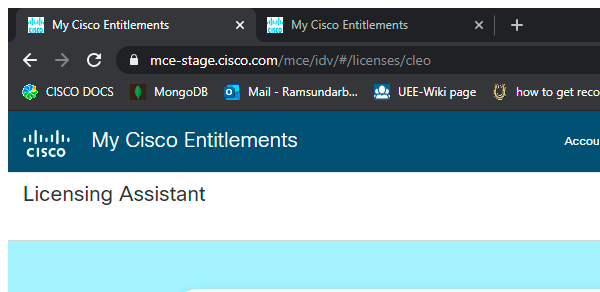 My Cisco Entitlements
My Cisco Entitlements
mce-stage.cisco.com/mce/idv/#/licenses/cleo
CISCO DOCS
MongoDB
Mail - Ramsundarb...
UEE-Wiki page
how to get reco
CISCO
My Cisco Entitlements
Accou
Licensing Assistant